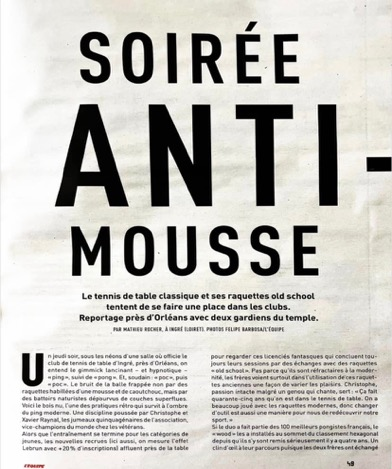 SOIRÉE
ANTI-
MOUSSE
Le tennis de table classique et ses raquettes old school
tentent de se faire une place dans les clubs.
Reportage près d'Orléans avec deux gardiens du temple.
PAR MATHIEU ROCHER, À INGRÉ (LOIRET). PHOTOS FELIPE BARBOSA/L'ÉQUIPE
Un jeudi soir, sous les néons d'une salle où officie le
club de tennis de table d'Ingré, près d'Orléans, on
entend le gimmick lancinant – et hypnotique –
« ping », suivi de « pong ». Et, soudain : « poc », puis
« poc ». Le bruit de la balle frappée non par des
raquettes habillées d'une mousse et de caoutchouc, mais par
des battoirs naturistes dépourvus de couches superflues.
Voici le bois nu, l'une des pratiques rétro qui survit à l'ombre
du ping moderne. Une discipline poussée par Christophe et
Xavier Raynal, les jumeaux quinquagénaires de l'association,
vice-champions du monde chez les vétérans.
Alors que l'entraînement se termine pour les catégories de
jeunes, les nouvelles recrues (ici aussi, on mesure l'effet
Lebrun avec +20 % d'inscriptions) affluent près de la table
pour regarder ces licenciés fantasques qui concluent tou-
jours leurs sessions par des échanges avec des raquettes
« old school ». Pas parce qu'ils sont réfractaires à la moder-
nité, les frères voient surtout dans l'utilisation de ces raquet-
tes anciennes une façon de varier les plaisirs. Christophe,
passion intacte malgré un genou qui chante, sert : « Ça fait
quarante-cinq ans qu'on est dans le tennis de table. On a
beaucoup joué avec les raquettes modernes, donc changer
d'outil est aussi une manière pour nous de redécouvrir notre
sport. »
Si le duo a fait partie des 100 meilleurs pongistes français, le
« wood » les a installés au sommet du classement hexagonal
depuis qu'ils s'y sont remis sérieusement il y a quatre ans. Un
clin d'œil à leur parcours puisque les deux frères ont
L'ÉQUIPE
49